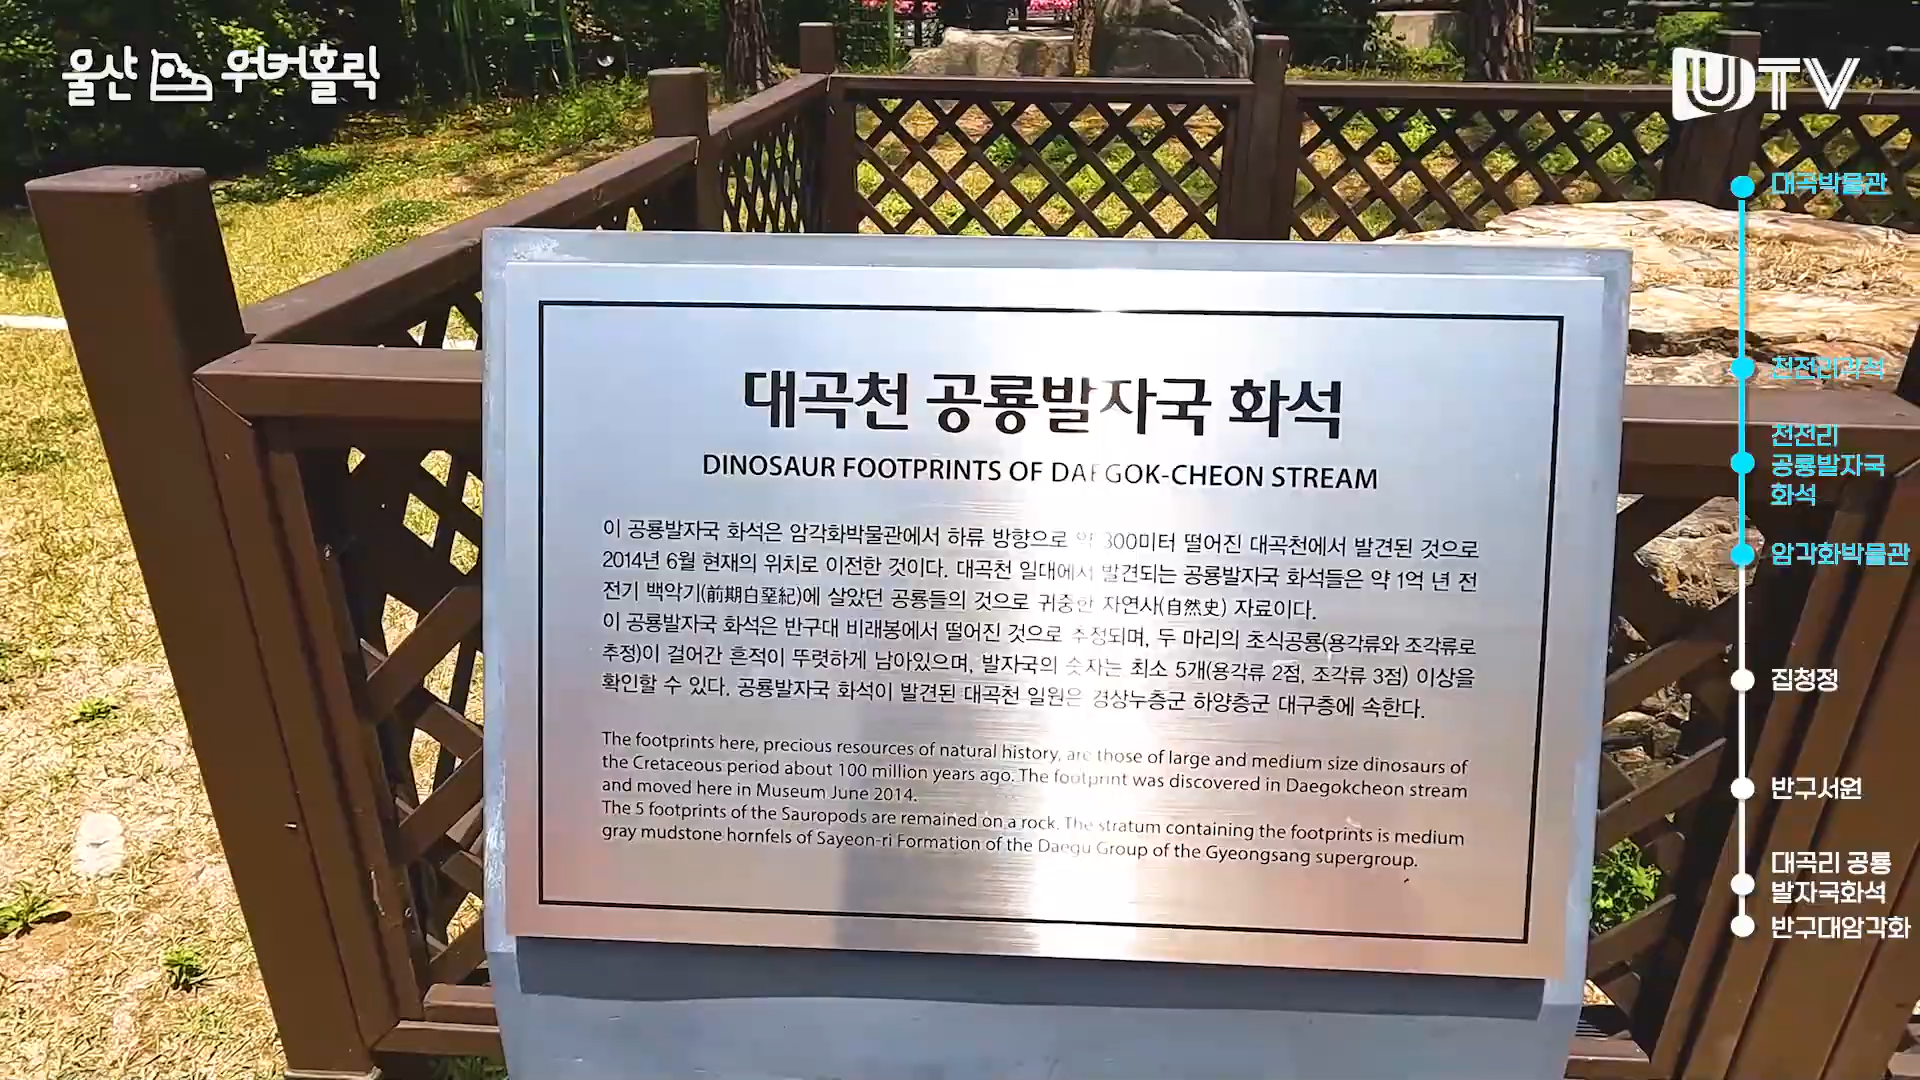 울산 워커홀릭
UTV
대곡박물관
천전리각석
천전리
공룡발자국
화석
암각화박물관
집청정
반구서원
대곡리 공룡
발자국화석
반구대암각화
대곡천 공룡발자국 화석
DINOSAUR FOOTPRINTS OF DAEGOK-CHEON STREAM
이 공룡발자국 화석은 암각화박물관에서 하류 방향으로 약 300미터 떨어진 대곡천에서 발견된 것으로
2014년 6월 현재의 위치로 이전한 것이다. 대곡천 일대에서 발견되는 공룡발자국 화석들은 약 1억 년 전
전기 백악기(前期白堊紀)에 살았던 공룡들의 것으로 귀중한 자연사(自然史) 자료이다.
이 공룡발자국 화석은 반구대 비래봉에서 떨어진 것으로 추정되며, 두 마리의 초식공룡(용각류와 조각류로
추정)이 걸어간 흔적이 뚜렷하게 남아있으며, 발자국의 숫자는 최소 5개(용각류 2점, 조각류 3점) 이상을
확인할 수 있다. 공룡발자국 화석이 발견된 대곡천 일원은 경상누층군 하양층군 대구층에 속한다.
The footprints here, precious resources of natural history, are those of large and medium size dinosaurs of
the Cretaceous period about 100 million years ago. The footprint was discovered in Daegokcheon stream
and moved here in Museum June 2014.
The 5 footprints of the Sauropods are remained on a rock. The stratum containing the footprints is medium
gray mudstone hornfels of Sayeon-ri Formation of the Daegu Group of the Gyeongsang supergroup.